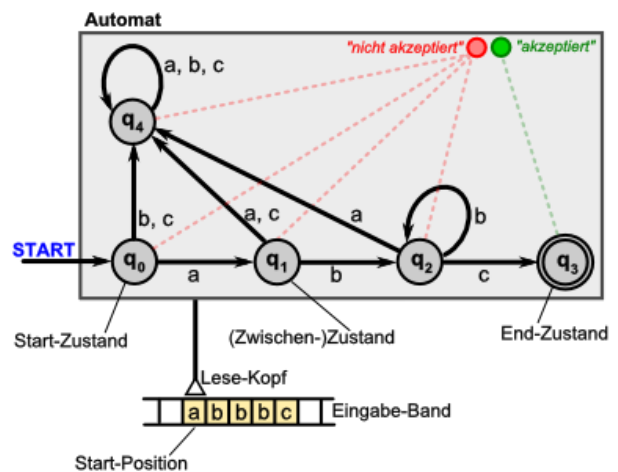 Automat
"nicht akzeptiert" "akzeptiert"
a, b, c
q4
b, c
a, c
a
b
START
q0
a
q1
b
q2
c
q3
Start-Zustand
(Zwischen-)Zustand
End-Zustand
Lese-Kopf
a b b b c
Eingabe-Band
Start-Position